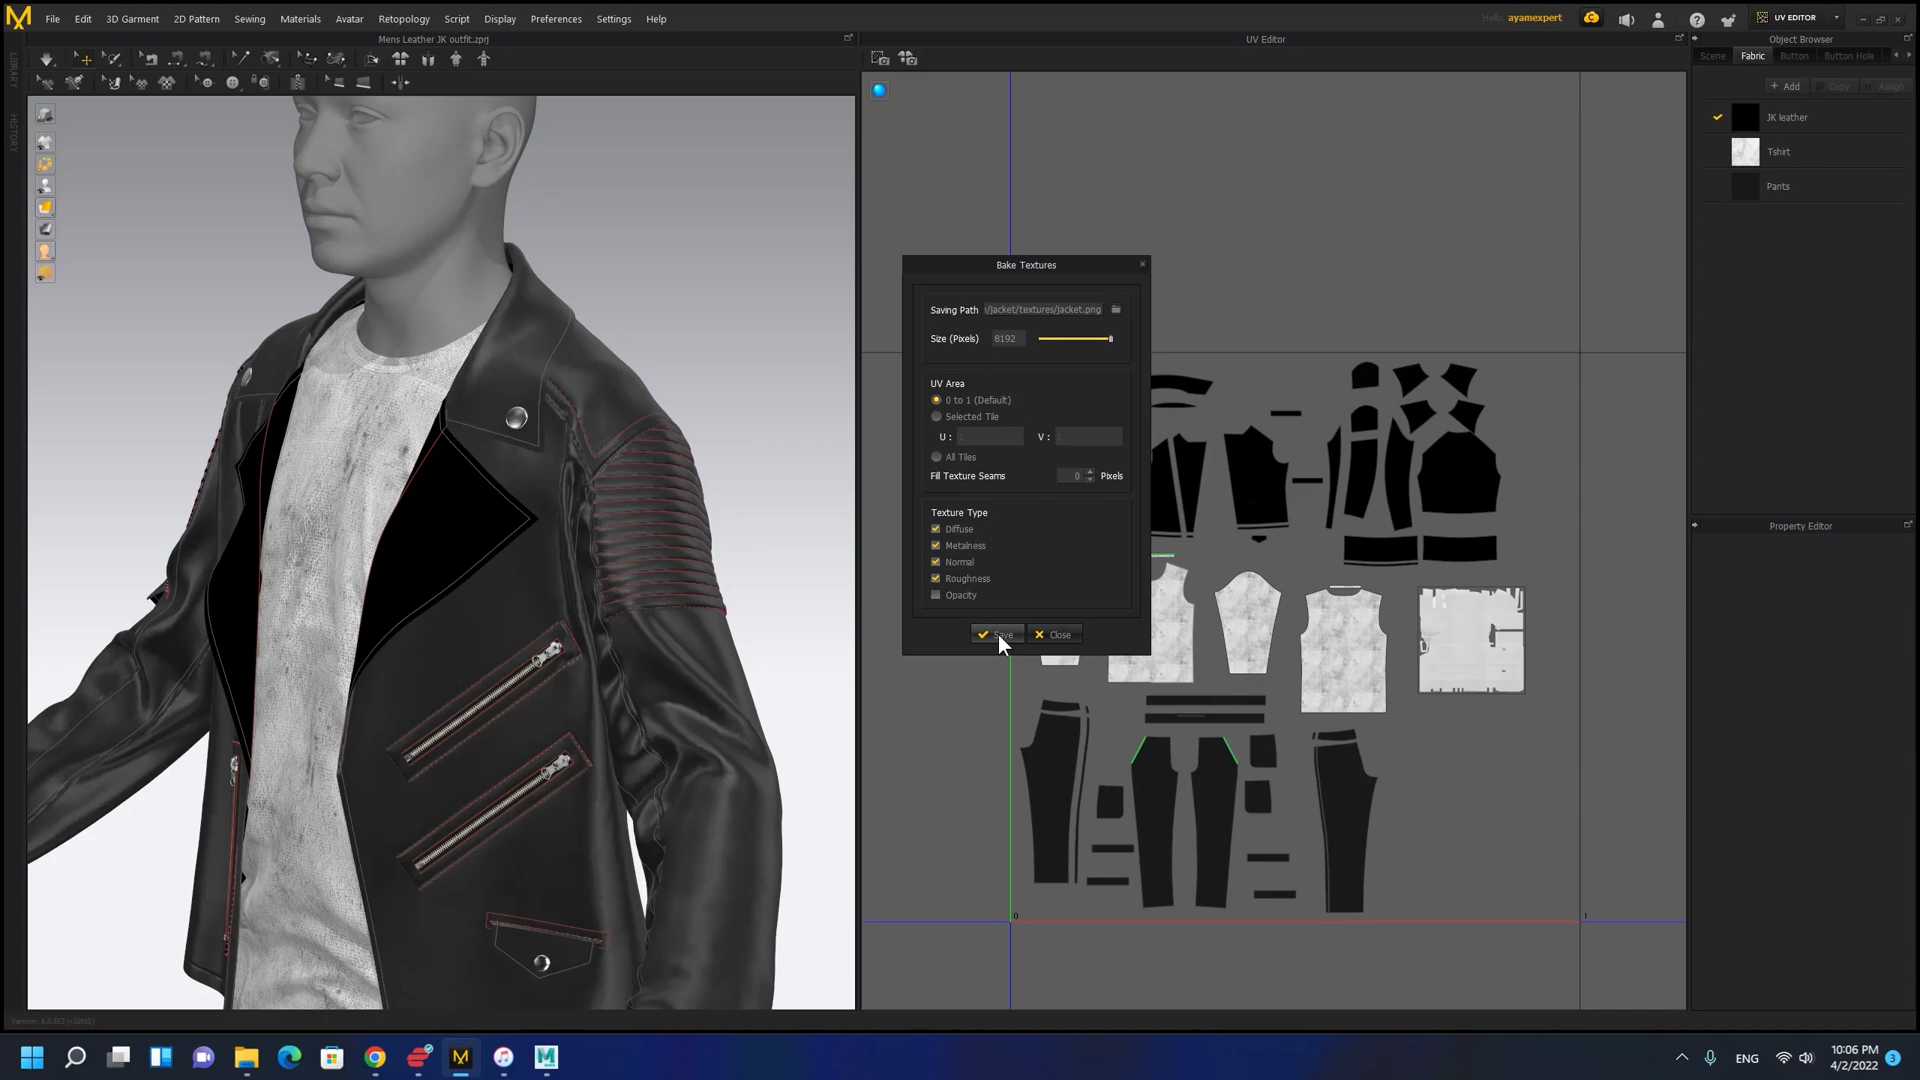 File Edit 3D Garment 2D Pattern Sewing Materials Avatar Retopology Script Display Preferences Settings Help
Hello, ayamexpert
UV EDITOR
Mens Leather JK outfit.zprj
UV Editor
Object Browser
LIBRARY
HISTORY
Scene Fabric Button Button Hole
+ Add Copy Assign
JK leather
Tshirt
Pants
Property Editor
Bake Textures
Saving Path
/jacket/textures/jacket.png
Size (Pixels) 8192
UV Area
0 to 1 (Default)
Selected Tile
U : V :
All Tiles
Fill Texture Seams 0 Pixels
Texture Type
Diffuse
Metalness
Normal
Roughness
Opacity
Save Close
0 1
ENG
10:06 PM
4/2/2022
3